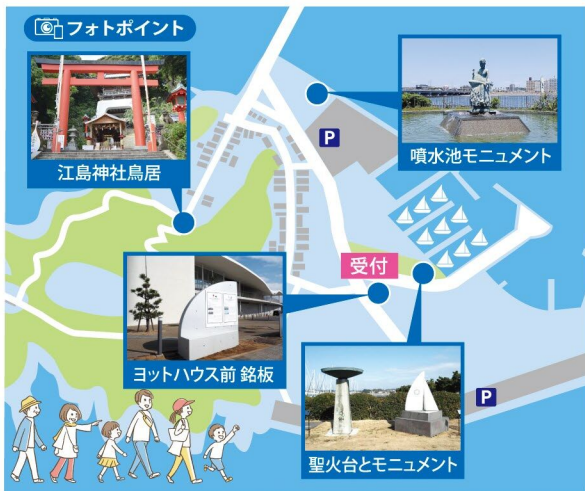 フォトポイント
江島神社鳥居
P
噴水池モニュメント
受付
ヨットハウス前 銘板
P
聖火台とモニュメント